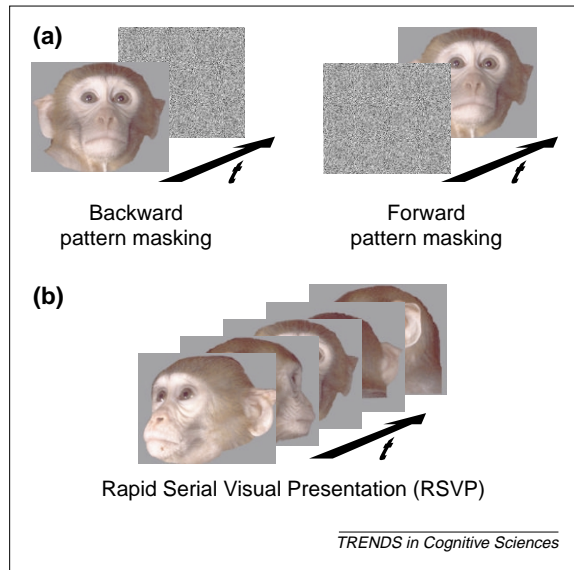 (a)
t
t
Backward
pattern masking
Forward
pattern masking
(b)
t
Rapid Serial Visual Presentation (RSVP)
TRENDS in Cognitive Sciences